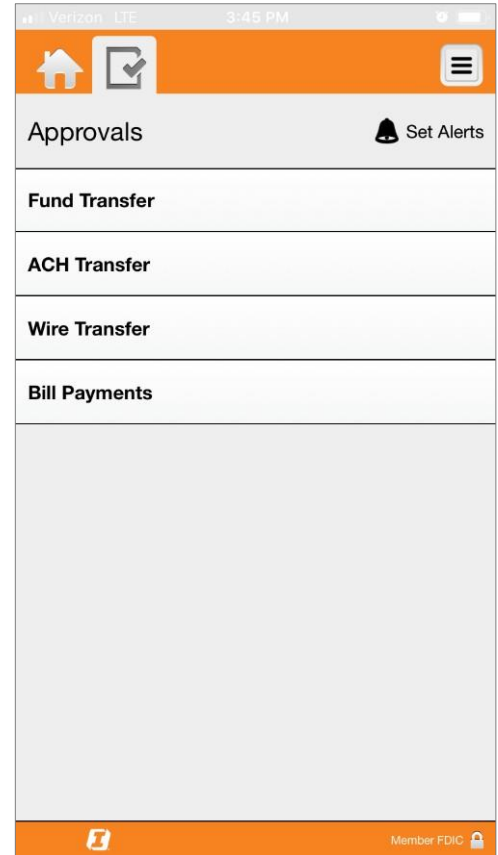 Verizon LTE 3:45 PM
Approvals
Set Alerts
Fund Transfer
ACH Transfer
Wire Transfer
Bill Payments
Member FDIC